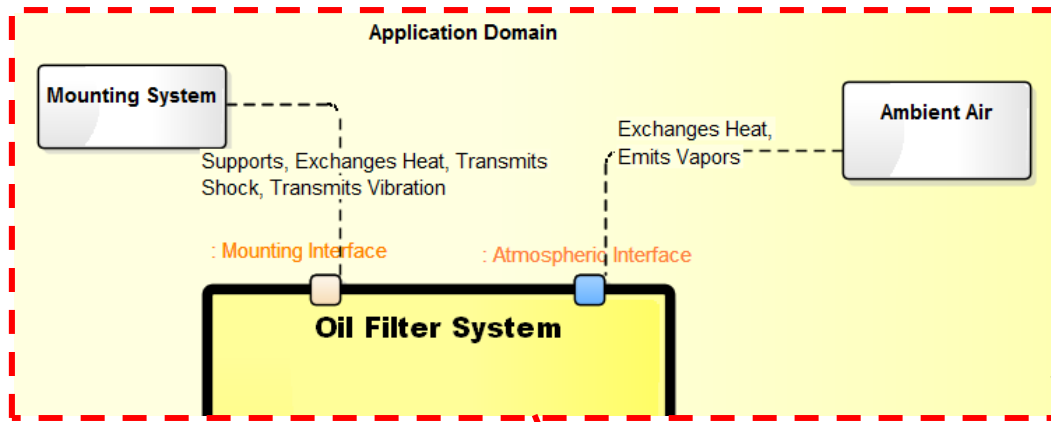 Application Domain
Mounting System
Ambient Air
Exchanges Heat,
Emits Vapors
Supports, Exchanges Heat, Transmits
Shock, Transmits Vibration
: Mounting Interface
: Atmospheric Interface
Oil Filter System